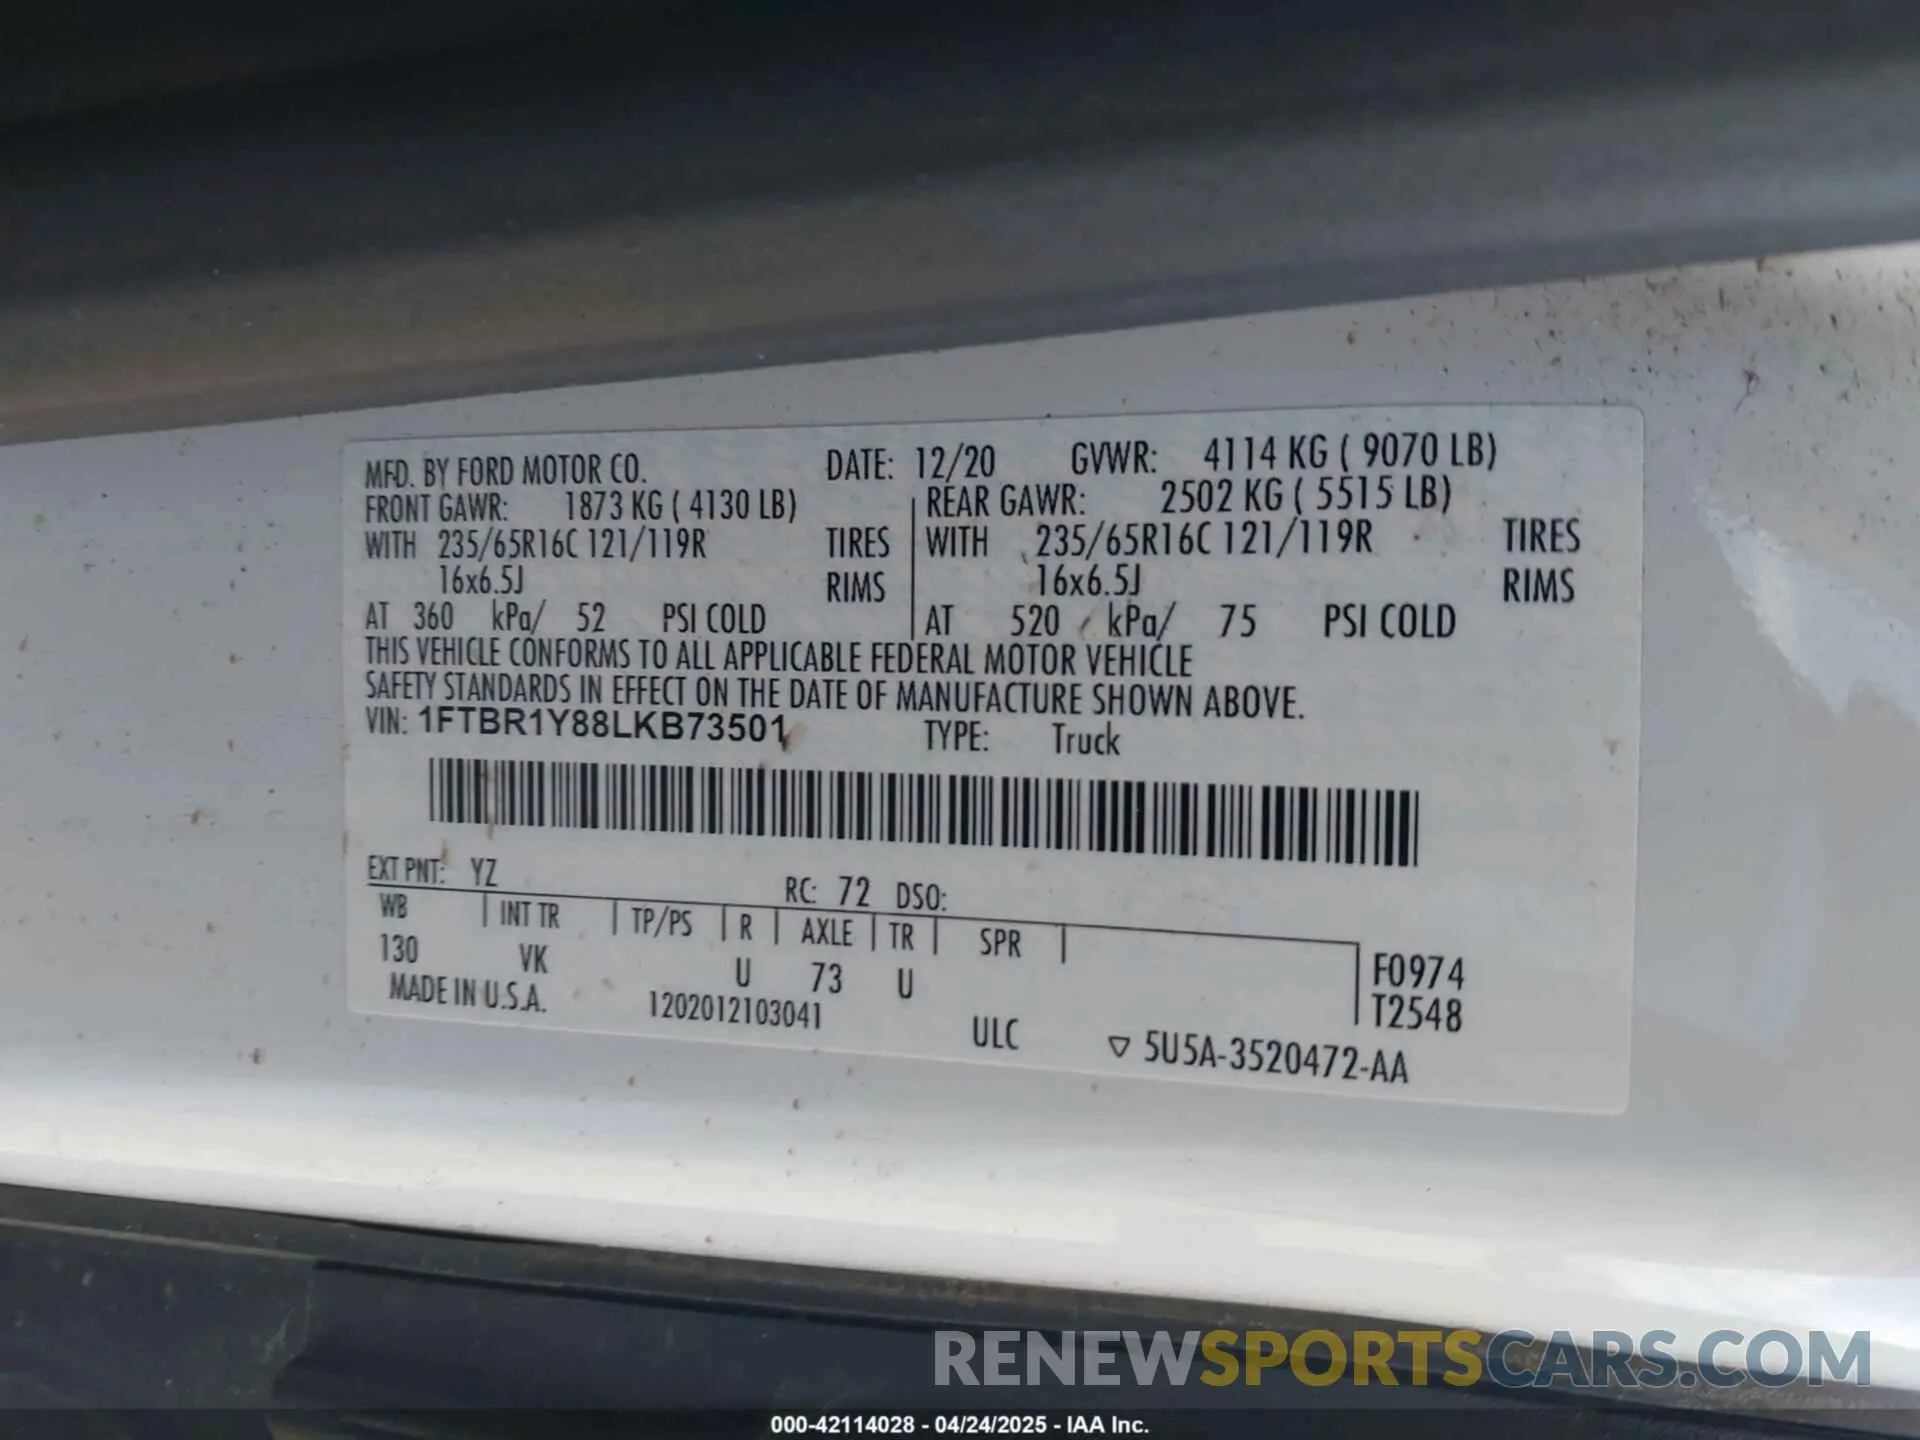 MFD. BY FORD MOTOR CO. DATE: 12/20 GVWR: 4114 KG ( 9070 LB)
FRONT GAWR: 1873 KG ( 4130 LB) REAR GAWR: 2502 KG ( 5515 LB)
WITH 235/65R16C 121/119R TIRES WITH 235/65R16C 121/119R TIRES
16x6.5J RIMS 16x6.5J RIMS
AT 360 kPa/ 52 PSI COLD AT 520 kPa/ 75 PSI COLD
THIS VEHICLE CONFORMS TO ALL APPLICABLE FEDERAL MOTOR VEHICLE
SAFETY STANDARDS IN EFFECT ON THE DATE OF MANUFACTURE SHOWN ABOVE.
VIN: 1FTBR1Y88LKB73501 TYPE: Truck
EXT PNT: YZ RC: 72 DSO:
WB INT TR TP/PS R AXLE TR SPR
130 VK U 73 U F0974
T2548
MADE IN U.S.A. 1202012103041 ULC 5U5A-3520472-AA
RENEWSPORTSCARS.COM
000-42114028 - 04/24/2025 - IAA Inc.